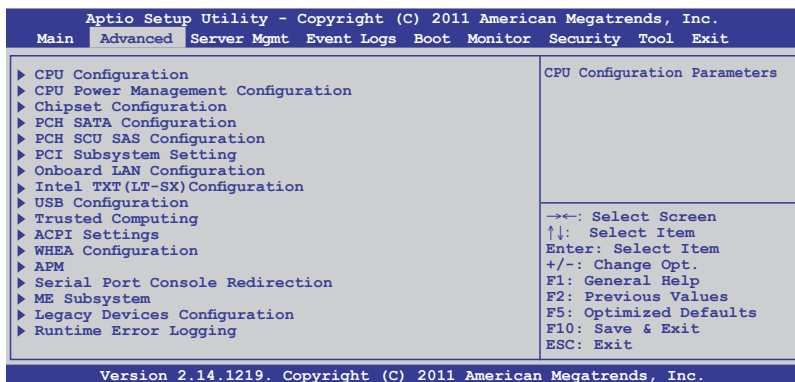 Aptio Setup Utility - Copyright (C) 2011 American Megatrends, Inc.
Main Advanced Server Mgmt Event Logs Boot Monitor Security Tool Exit
CPU Configuration
CPU Power Management Configuration
Chipset Configuration
PCH SATA Configuration
PCH SCU SAS Configuration
PCI Subsystem Setting
Onboard LAN Configuration
Intel TXT(LT-SX)Configuration
USB Configuration
Trusted Computing
ACPI Settings
WHEA Configuration
APM
Serial Port Console Redirection
ME Subsystem
Legacy Devices Configuration
Runtime Error Logging
CPU Configuration Parameters
→←: Select Screen
↑↓: Select Item
Enter: Select Item
+/-: Change Opt.
F1: General Help
F2: Previous Values
F5: Optimized Defaults
F10: Save & Exit
ESC: Exit
Version 2.14.1219. Copyright (C) 2011 American Megatrends, Inc.